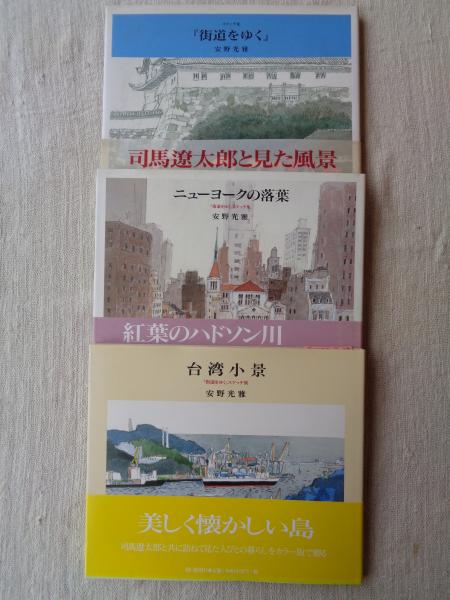 スケッチ集
『街道をゆく』
安野光雅
司馬遼太郎と見た風景
ニューヨークの落葉
「街道をゆく」スケッチ集
安野光雅
紅葉のハドソン川
台湾小景
「街道をゆく」スケッチ集
安野光雅
美しく懐かしい島
司馬遼太郎と共に訪ねて見た人びとの暮らしをカラー版で贈る